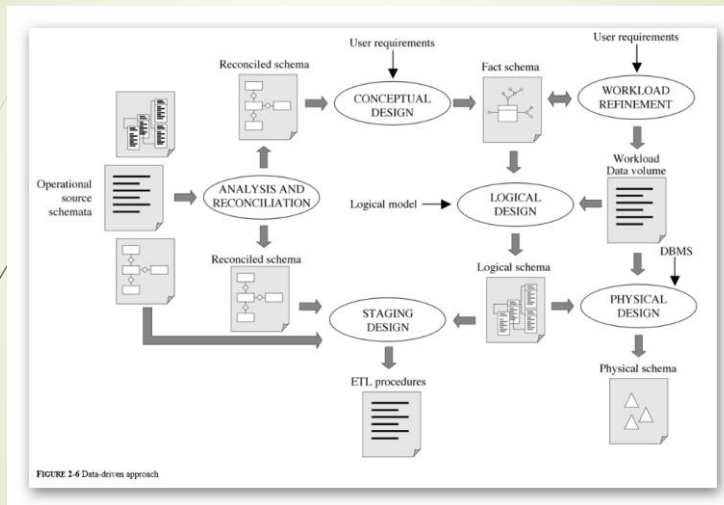 User requirements
User requirements
Reconciled schema
Fact schema
CONCEPTUAL
DESIGN
WORKLOAD
REFINEMENT
Operational
source
schemata
ANALYSIS AND
RECONCILIATION
Workload
Data volume
Logical model
LOGICAL
DESIGN
Reconciled schema
Logical schema
DBMS
STAGING
DESIGN
PHYSICAL
DESIGN
ETL procedures
Physical schema
FIGURE 2-6 Data-driven approach